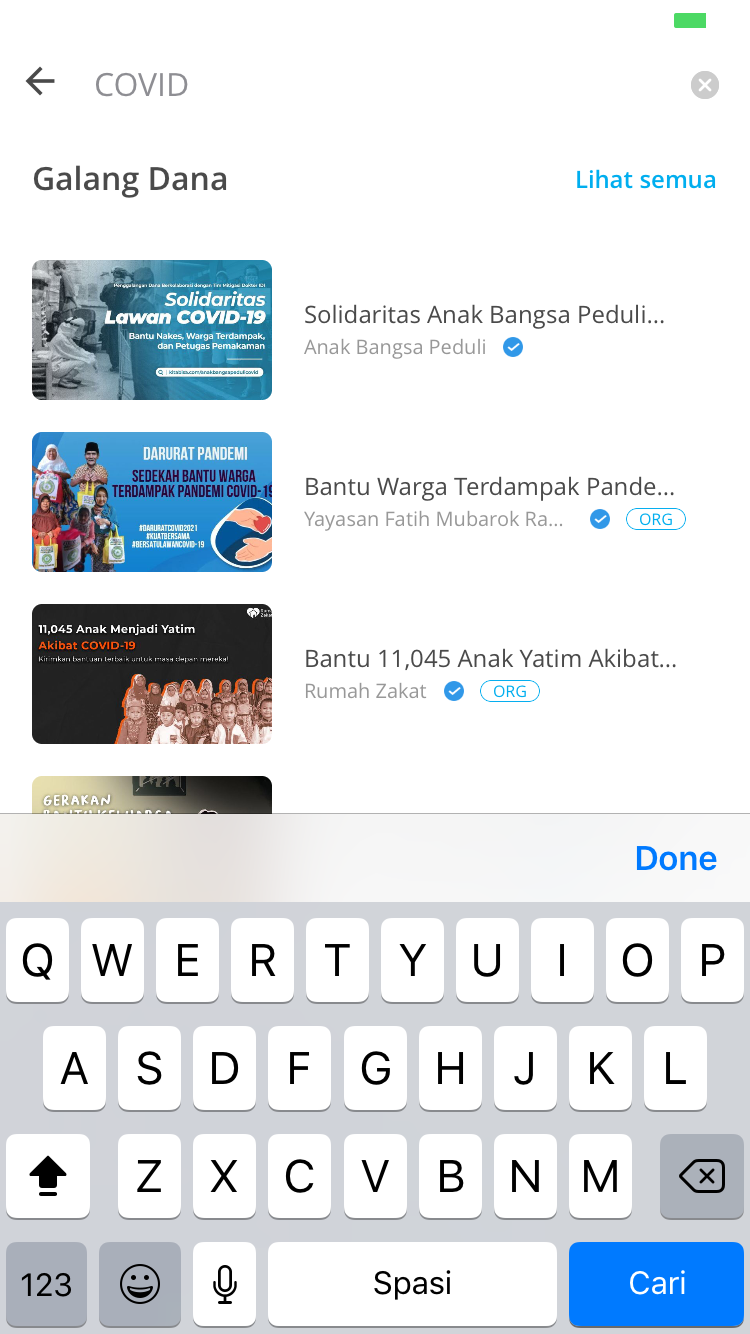 COVID
Galang Dana
Lihat semua
Penggalangan Dana Berkolaborasi dengan Tim Mitigasi Dokter IDI
Solidaritas
Lawan COVID-19
Bantu Nakes, Warga Terdampak,
dan Petugas Pemakaman
kitabisa.com/anakbangsapedulicovid
Solidaritas Anak Bangsa Peduli...
Anak Bangsa Peduli
DARURAT PANDEMI
SEDEKAH BANTU WARGA
TERDAMPAK PANDEMI COVID-19
#DARURATCOVID2021
#KUATBERSAMA
#BERSATULAWANCOVID-19
Bantu Warga Terdampak Pande...
Yayasan Fatih Mubarok Ra...
ORG
11,045 Anak Menjadi Yatim
Akibat COVID-19
Kirimkan bantuan terbaik untuk masa depan mereka!
Bantu 11,045 Anak Yatim Akibat...
Rumah Zakat
ORG
GERAKAN
Done
Q W E R T Y U I O P
A S D F G H J K L
Z X C V B N M
123
Spasi
Cari